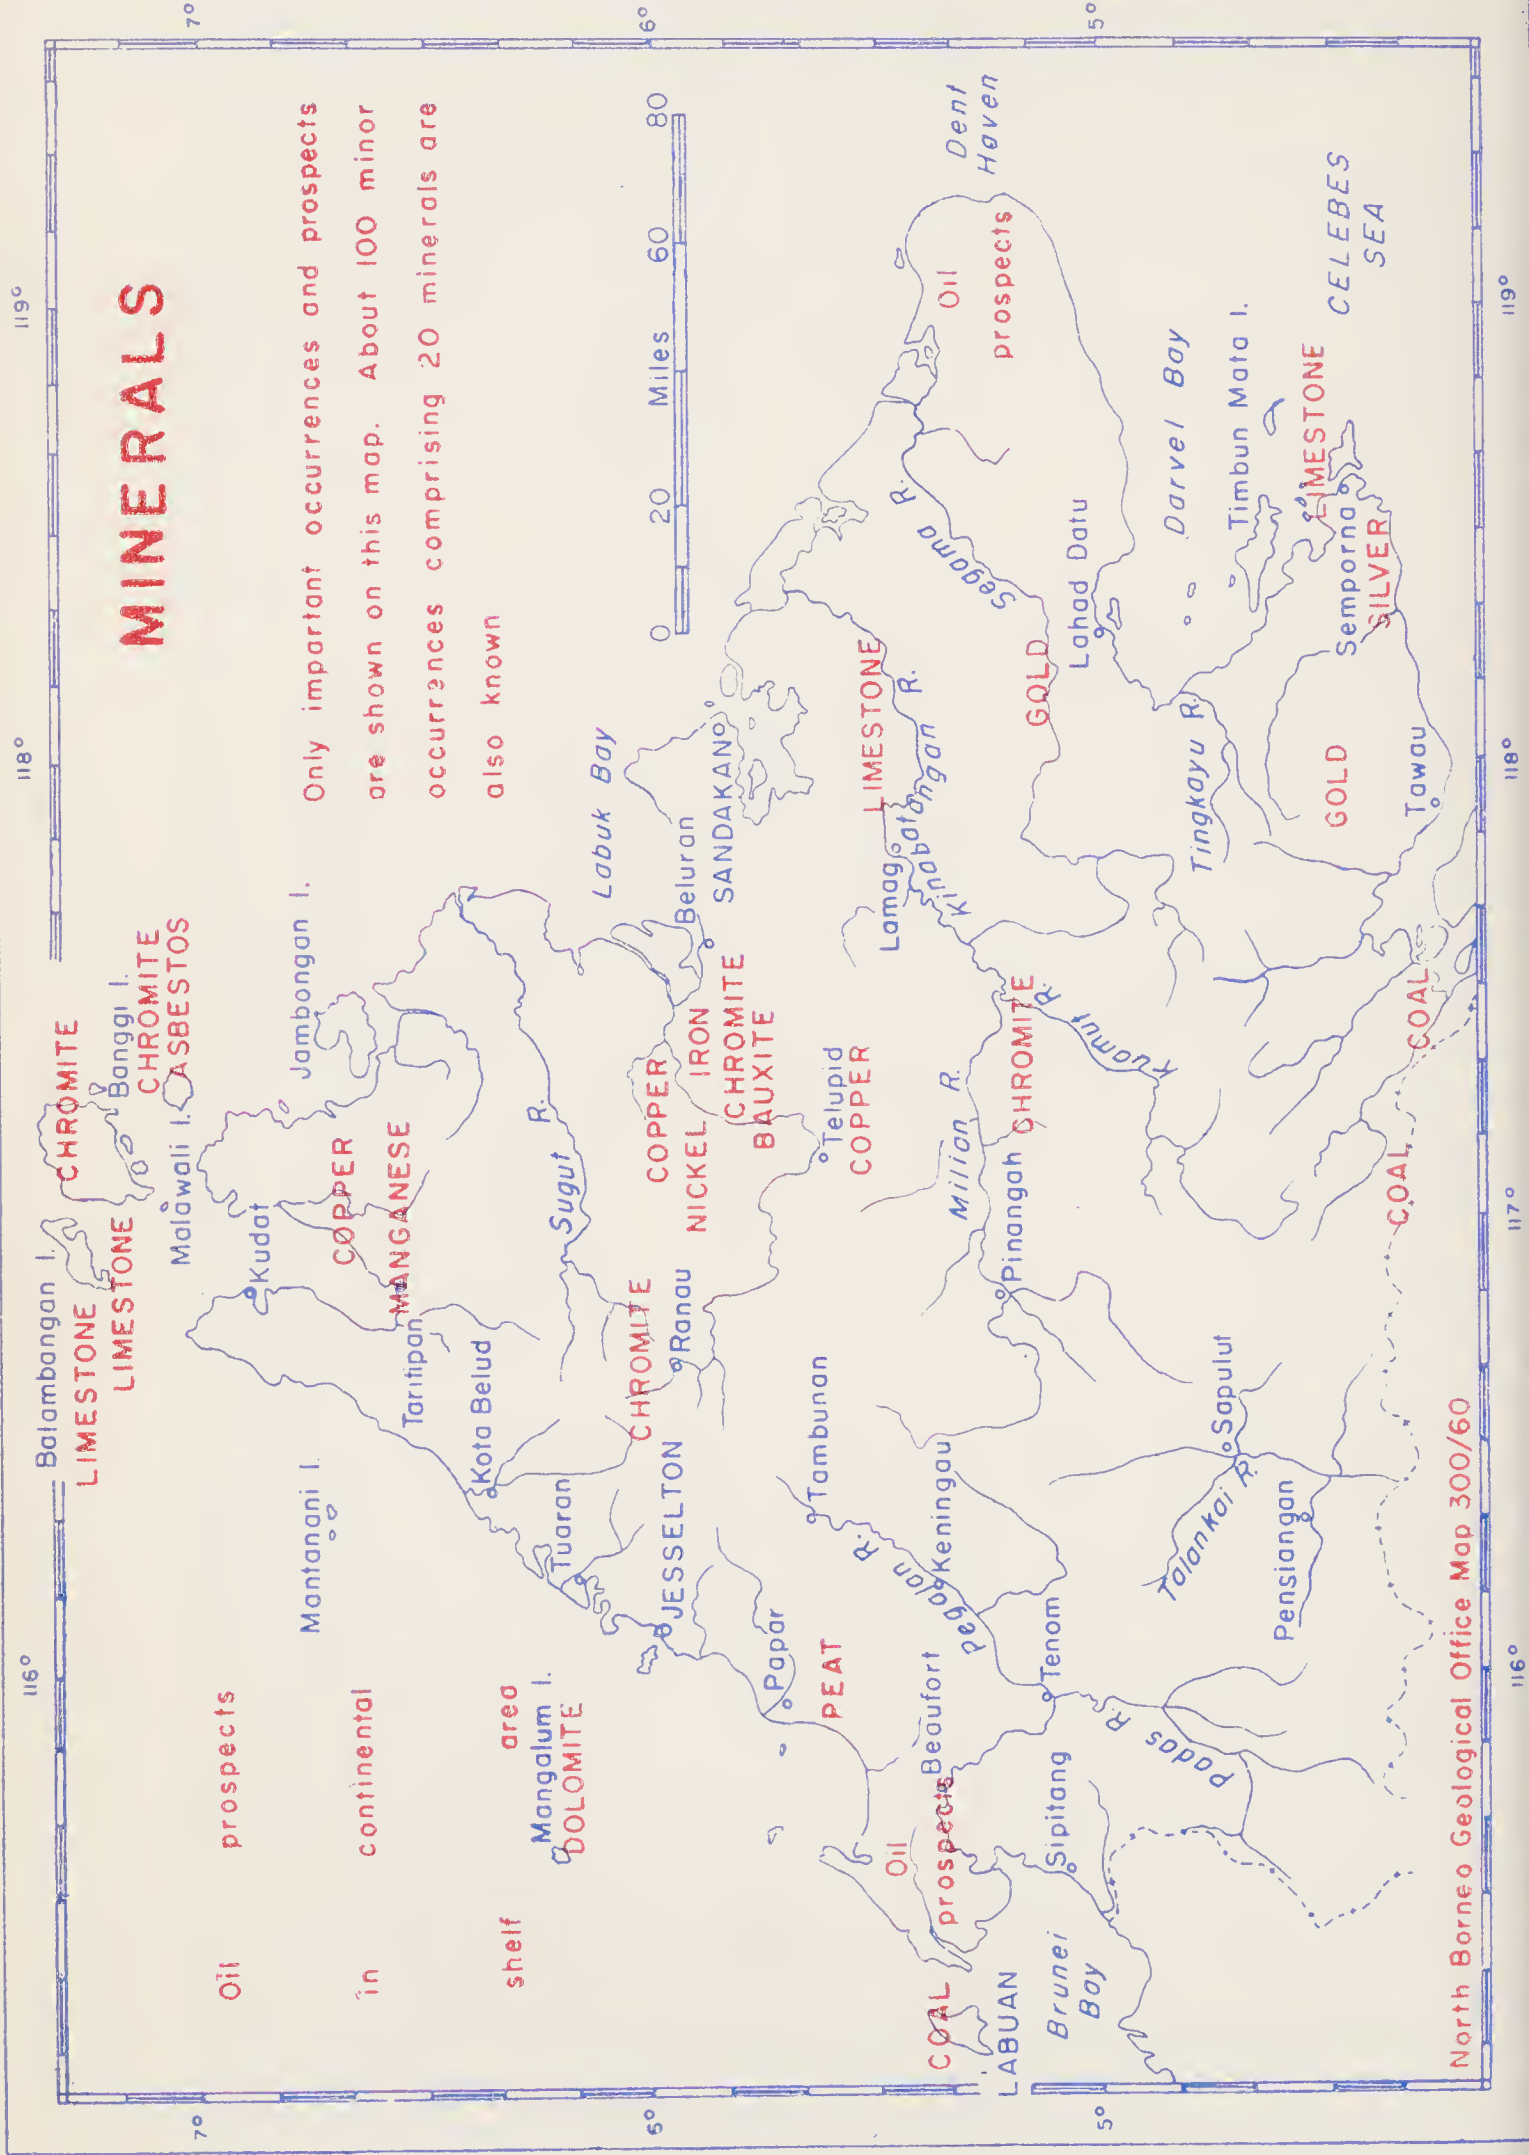 MINERALS
Only important occurrences and prospects
are shown on this map. About 100 minor
occurrences comprising 20 minerals are
also known
0 20 Miles 60 80
116°
118°
119°
7°
6°
5°
7°
6°
5°
116°
117°
118°
119°
Balambangan I.
LIMESTONE
LIMESTONE
CHROMITE
Banggi I.
CHROMITE
ASBESTOS
Malawali I.
Kudat
Jambongan I.
Mantanani I.
COPPER
MANGANESE
Taritipan
Kota Belud
Sugut R.
Labuk Bay
Oil prospects
in continental
shelf area
Mangalum I.
DOLOMITE
Tuaran
JESSELTON
CHROMITE
Ranau
COPPER
NICKEL IRON
CHROMITE
BAUXITE
Beluran
SANDAKAN
Telupid
COPPER
Papar
PEAT
Tambunan
Pegalan R.
Keningau
Milian R.
Pinangah
CHROMITE
Kuamut R.
Lamag
LIMESTONE
Kinabatangan R.
Segama R.
Oil
prospects
Dent
Haven
GOLD
Lahad Datu
Darvel Bay
Timbun Mata I.
Tingkayu R.
CELEBES
SEA
LIMESTONE
Semporna
SILVER
GOLD
Tawau
COAL
COAL
Oil
prospects
Beaufort
Tenom
Padas R.
Sipitang
COAL
LABUAN
Brunei
Bay
Sapulut
Talankai R.
Pensiangan
North Borneo Geological Office Map 300/60